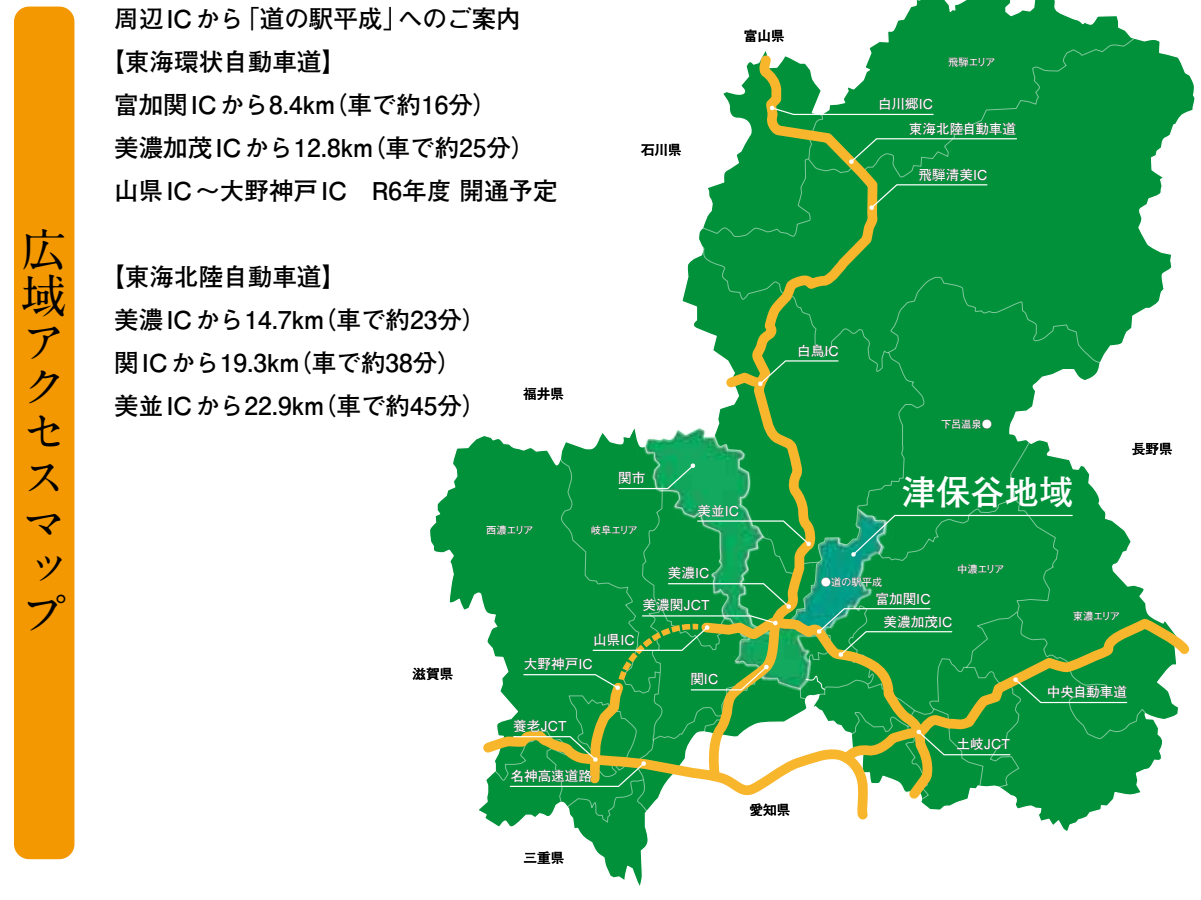 広域アクセスマップ
周辺ICから「道の駅平成」へのご案内
【東海環状自動車道】
富加関ICから8.4km(車で約16分)
美濃加茂ICから12.8km(車で約25分)
山県IC～大野神戸IC　R6年度 開通予定
【東海北陸自動車道】
美濃ICから14.7km(車で約23分)
関ICから19.3km(車で約38分)
美並ICから22.9km(車で約45分)
富山県
飛騨エリア
白川郷IC
東海北陸自動車道
石川県
飛騨清美IC
白鳥IC
福井県
下呂温泉
長野県
関市
津保谷地域
美並IC
西濃エリア
岐阜エリア
中濃エリア
美濃IC
道の駅平成
富加関IC
美濃関JCT
東濃エリア
美濃加茂IC
山県IC
大野神戸IC
滋賀県
関IC
中央自動車道
養老JCT
土岐JCT
名神高速道路
愛知県
三重県